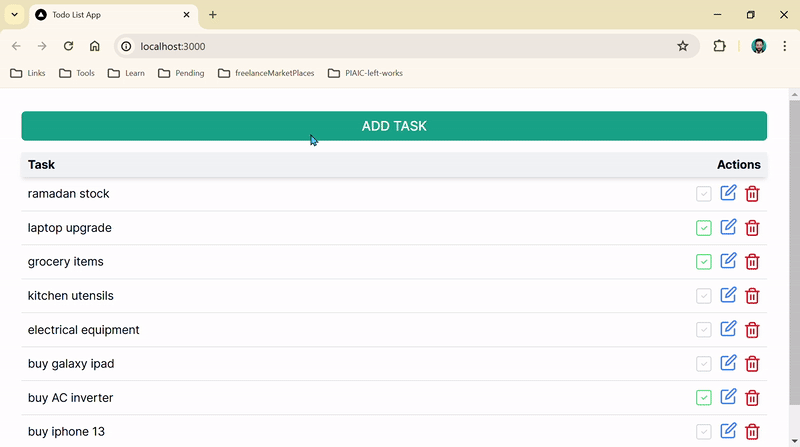 Todo List App
localhost:3000
Links Tools Learn Pending freelanceMarketPlaces PIAIC-left-works
ADD TASK
Task Actions
ramadan stock
laptop upgrade
grocery items
kitchen utensils
electrical equipment
buy galaxy ipad
buy AC inverter
buy iphone 13